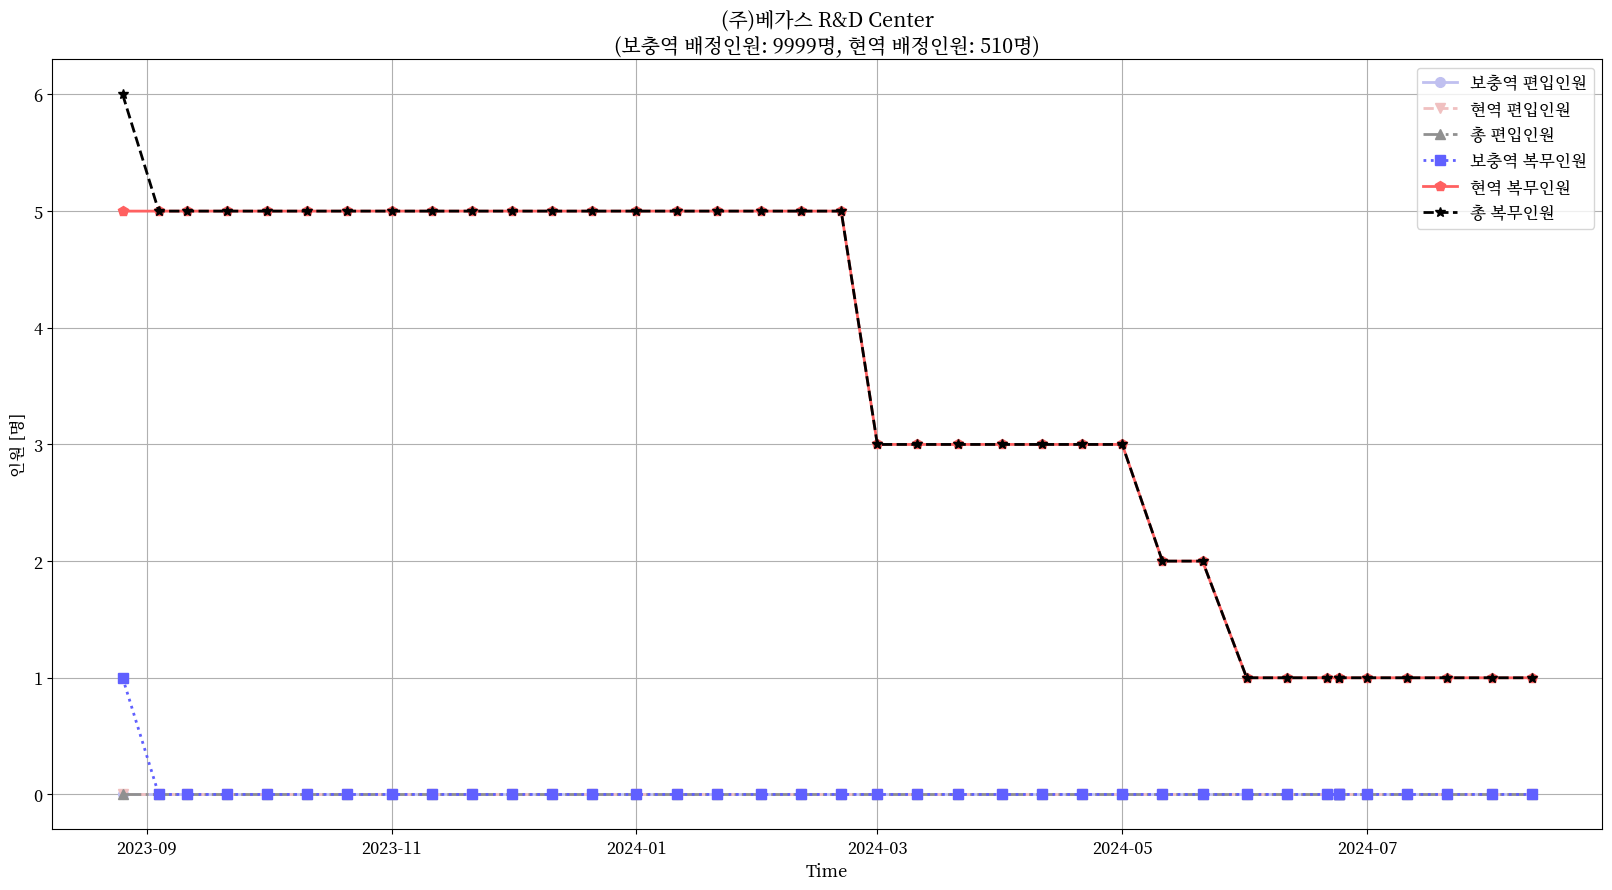 (주)베가스 R&D Center
(보충역 배정인원: 9999명, 현역 배정인원: 510명)
보충역 편입인원
현역 편입인원
총 편입인원
보충역 복무인원
현역 복무인원
총 복무인원
인원 [명]
6
5
4
3
2
1
0
2023-09
2023-11
2024-01
2024-03
2024-05
2024-07
Time